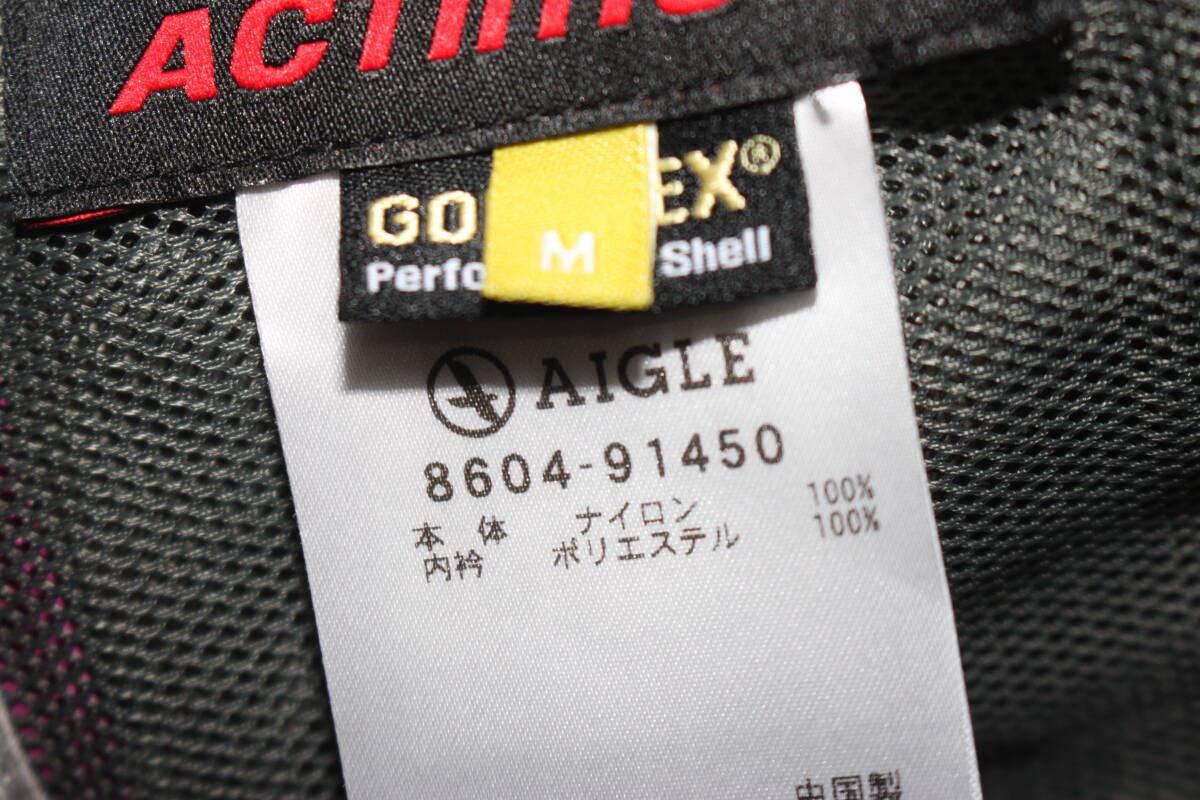 GO EX®
M
Perfo Shell
AIGLE
8604-91450
本 体 ナイロン 100%
内衿 ポリエステル 100%
中国製